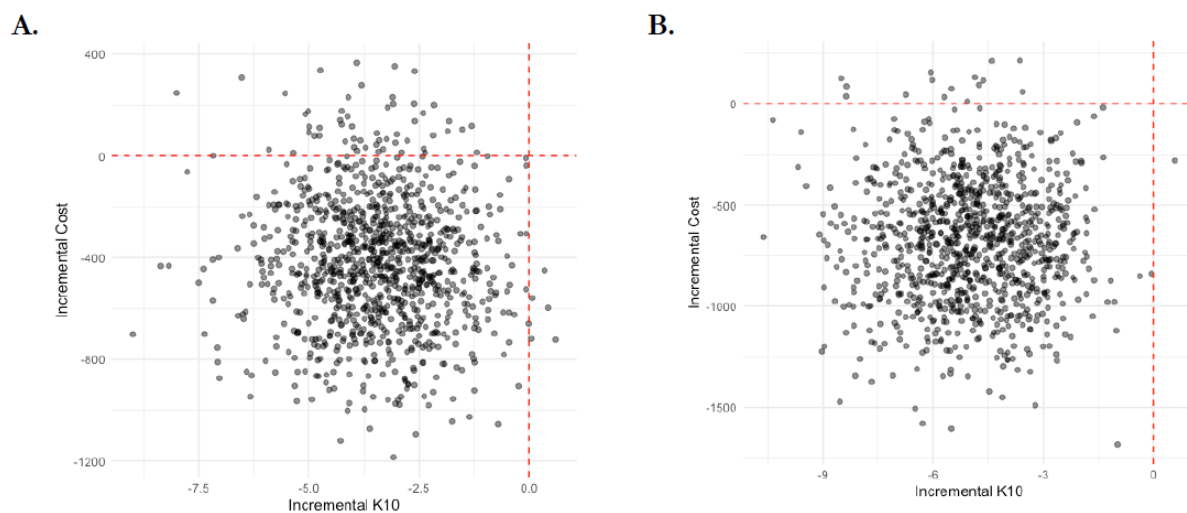 A.
400
0
-400
-800
-1200
-7.5
-5.0
-2.5
0.0
Incremental Cost
Incremental K10
B.
0
-500
-1000
-1500
-9
-6
-3
0
Incremental Cost
Incremental K10